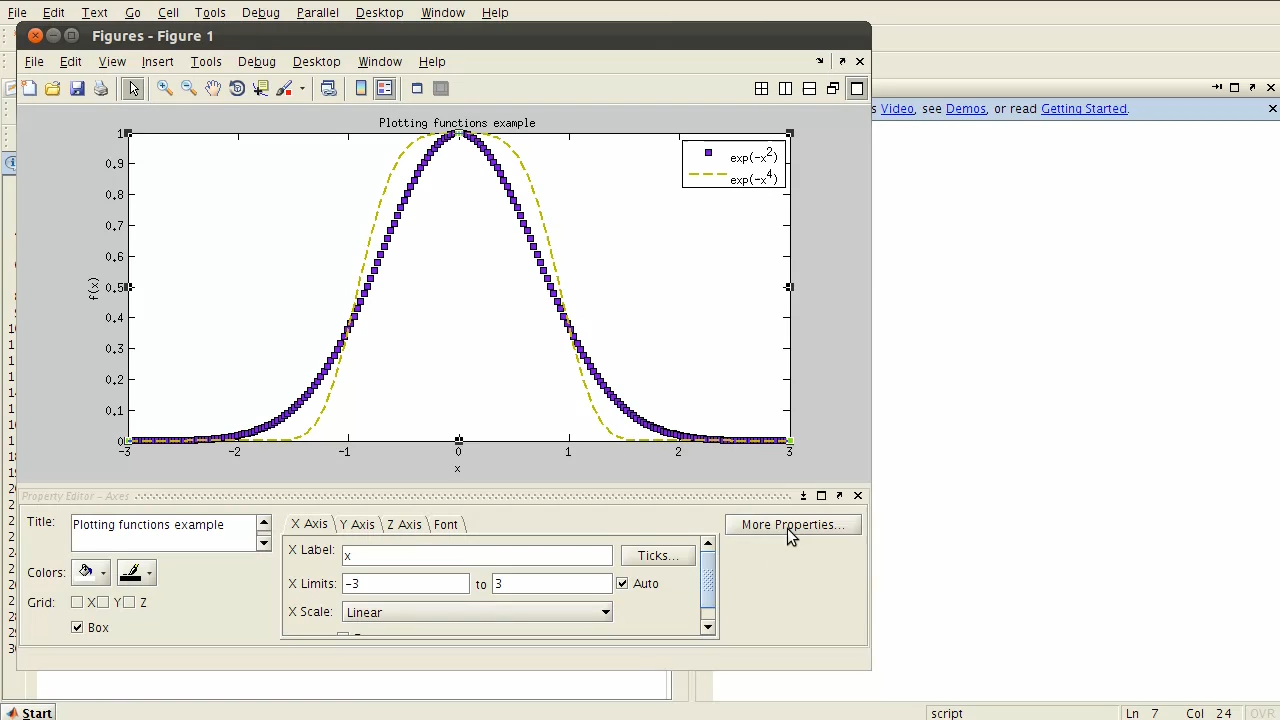 File Edit Text Go Cell Tools Debug Parallel Desktop Window Help
Figures - Figure 1
File Edit View Insert Tools Debug Desktop Window Help
s Video, see Demos, or read Getting Started.
Plotting functions example
exp(-x^2)
exp(-x^4)
1
0.9
0.8
0.7
0.6
0.5
0.4
0.3
0.2
0.1
0
f(x)
-3 -2 -1 0 1 2 3
x
Property Editor - Axes
Title: Plotting functions example
Colors:
Grid: X Y Z
Box
X Axis Y Axis Z Axis Font
X Label: x Ticks...
X Limits: -3 to 3 Auto
X Scale: Linear
More Properties...
Start
script Ln 7 Col 24 OVR